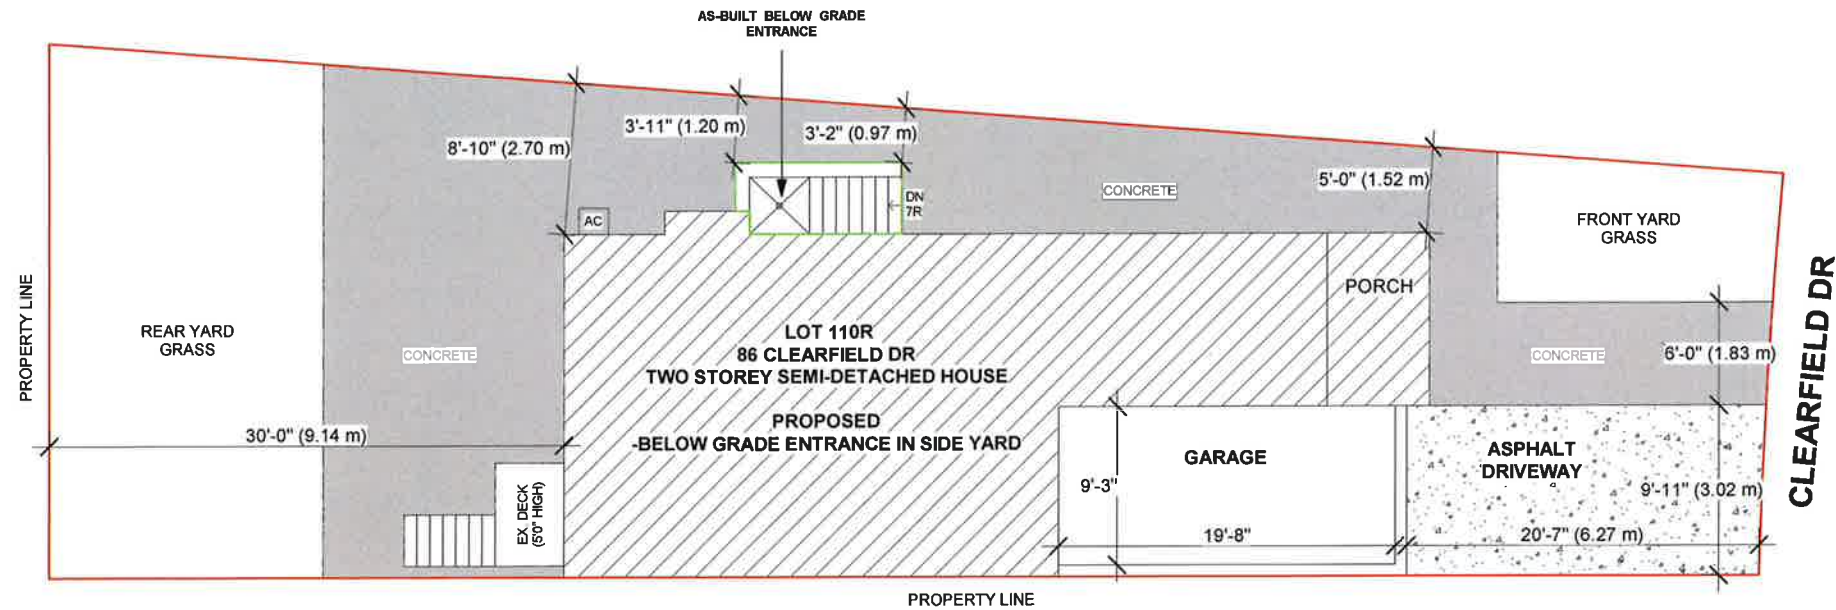 AS-BUILT BELOW GRADE
ENTRANCE
3'-11" (1.20 m)
3'-2" (0.97 m)
8'-10" (2.70 m)
5'-0" (1.52 m)
CONCRETE
DN
7R
AC
FRONT YARD
GRASS
PORCH
PROPERTY LINE
REAR YARD
GRASS
CONCRETE
LOT 110R
86 CLEARFIELD DR
TWO STOREY SEMI-DETACHED HOUSE
PROPOSED
-BELOW GRADE ENTRANCE IN SIDE YARD
CONCRETE
6'-0" (1.83 m)
CLEARFIELD DR
30'-0" (9.14 m)
EX. DECK
(5'0" HIGH)
GARAGE
9'-3"
19'-8"
ASPHALT
DRIVEWAY
9'-11" (3.02 m)
20'-7" (6.27 m)
PROPERTY LINE